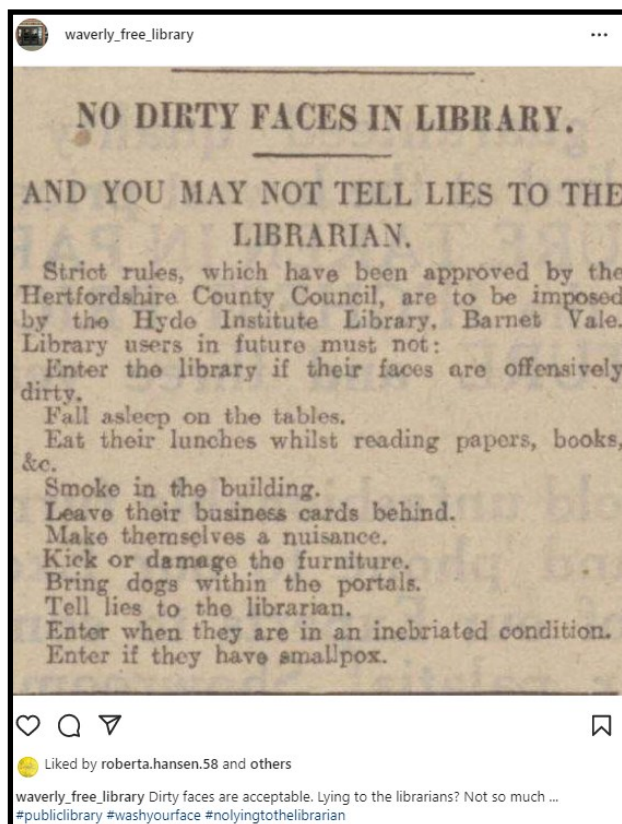 waverly_free_library
...
NO DIRTY FACES IN LIBRARY.
AND YOU MAY NOT TELL LIES TO THE
LIBRARIAN.
Strict rules, which have been approved by the
Hertfordshire County Council, are to be imposed
by the Hyde Institute Library, Barnet Vale.
Library users in future must not:
Enter the library if their faces are offensively
dirty.
Fall asleep on the tables.
Eat their lunches whilst reading papers, books,
&c.
Smoke in the building.
Leave their business cards behind.
Make themselves a nuisance.
Kick or damage the furniture.
Bring dogs within the portals.
Tell lies to the librarian.
Enter when they are in an inebriated condition.
Enter if they have smallpox.
Liked by roberta.hansen.58 and others
waverly_free_library Dirty faces are acceptable. Lying to the librarians? Not so much ...
#publiclibrary #washyourface #nolyingtothelibrarian